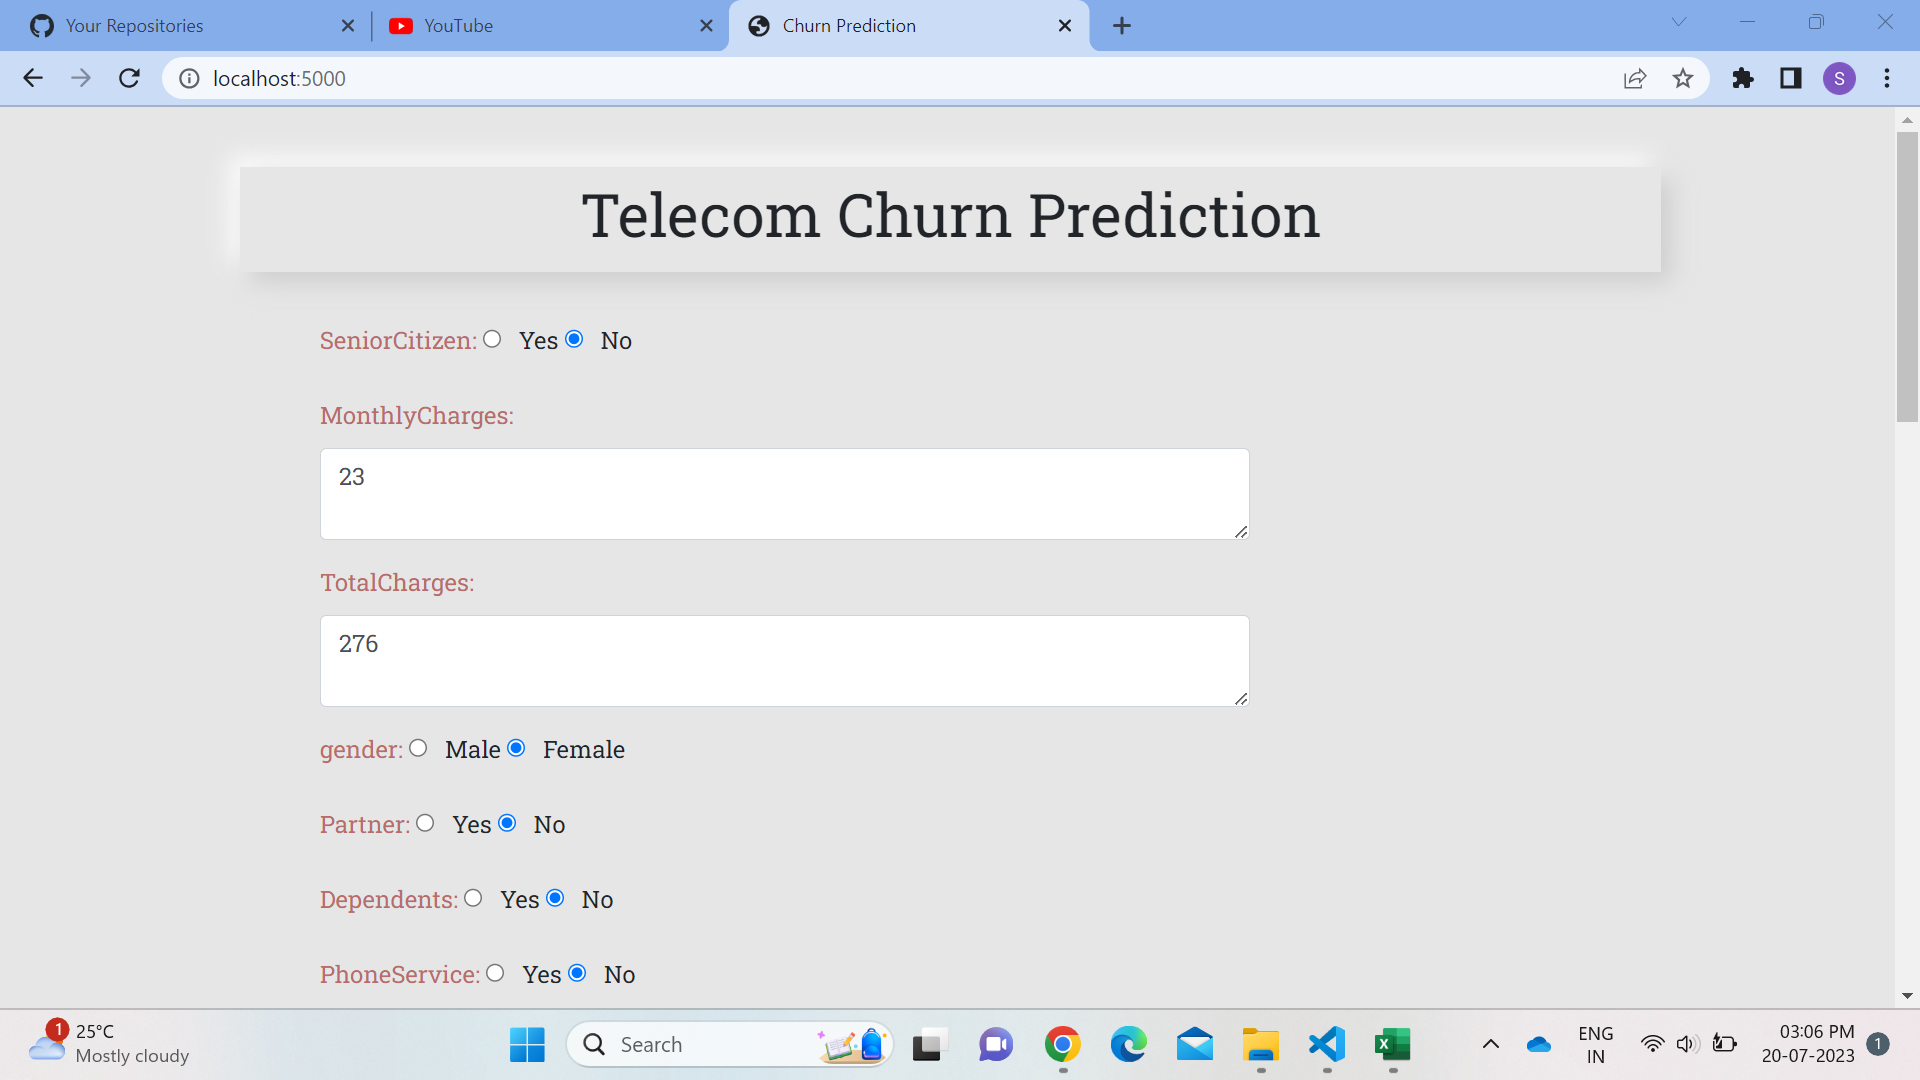 Your Repositories
YouTube
Churn Prediction
localhost:5000
S
Telecom Churn Prediction
SeniorCitizen: Yes No
MonthlyCharges:
23
TotalCharges:
276
gender: Male Female
Partner: Yes No
Dependents: Yes No
PhoneService: Yes No
1
25°C
Mostly cloudy
Search
ENG
IN
03:06 PM
20-07-2023
1